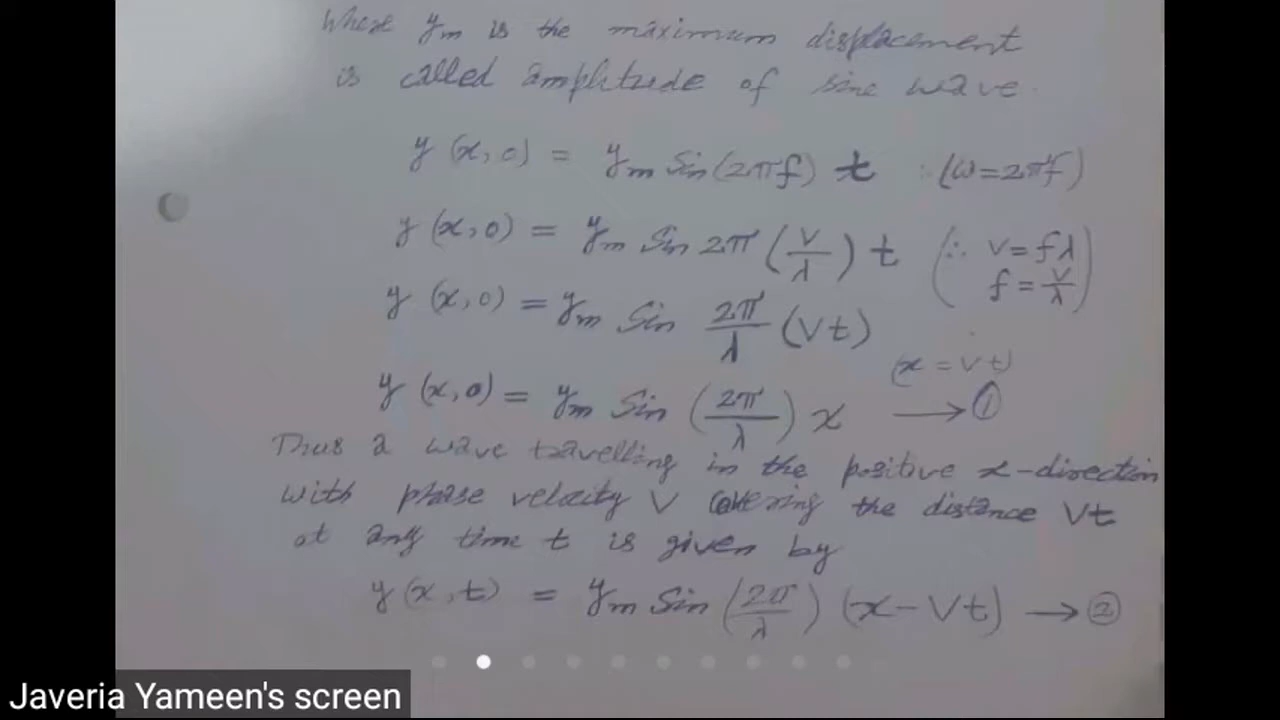 Where ym is the maximum displacement
is called amplitude of sine wave.
y (x, 0) = ym Sin (2πf) t ∵ (ω = 2πf)
y (x, 0) = ym Sin 2π (V/λ) t (∴ v = fλ
f = V/λ)
y (x, 0) = ym Sin 2π/λ (Vt)
(x = Vt)
y (x, 0) = ym Sin (2π/λ) x → ①
Thus a wave travelling in the positive x-direction
with phase velocity V covering the distance Vt
at any time t is given by
y (x, t) = ym Sin (2π/λ) (x - Vt) → ②
Javeria Yameen's screen